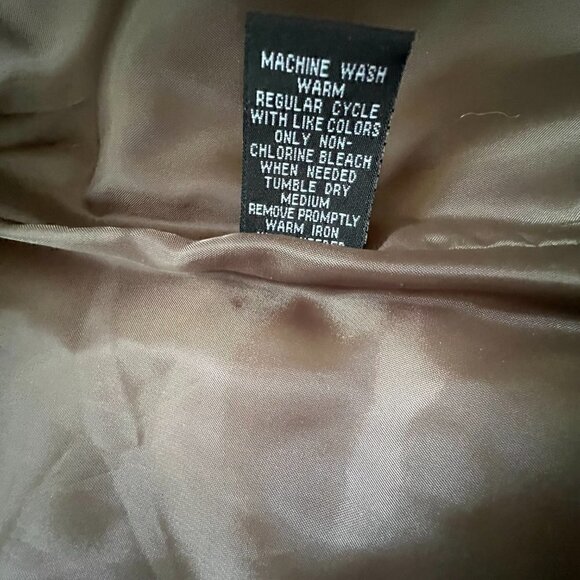 MACHINE WASH
WARM
REGULAR CYCLE
WITH LIKE COLORS
ONLY NON-
CHLORINE BLEACH
WHEN NEEDED
TUMBLE DRY
MEDIUM
REMOVE PROMPTLY
WARM IRON
NEEDED